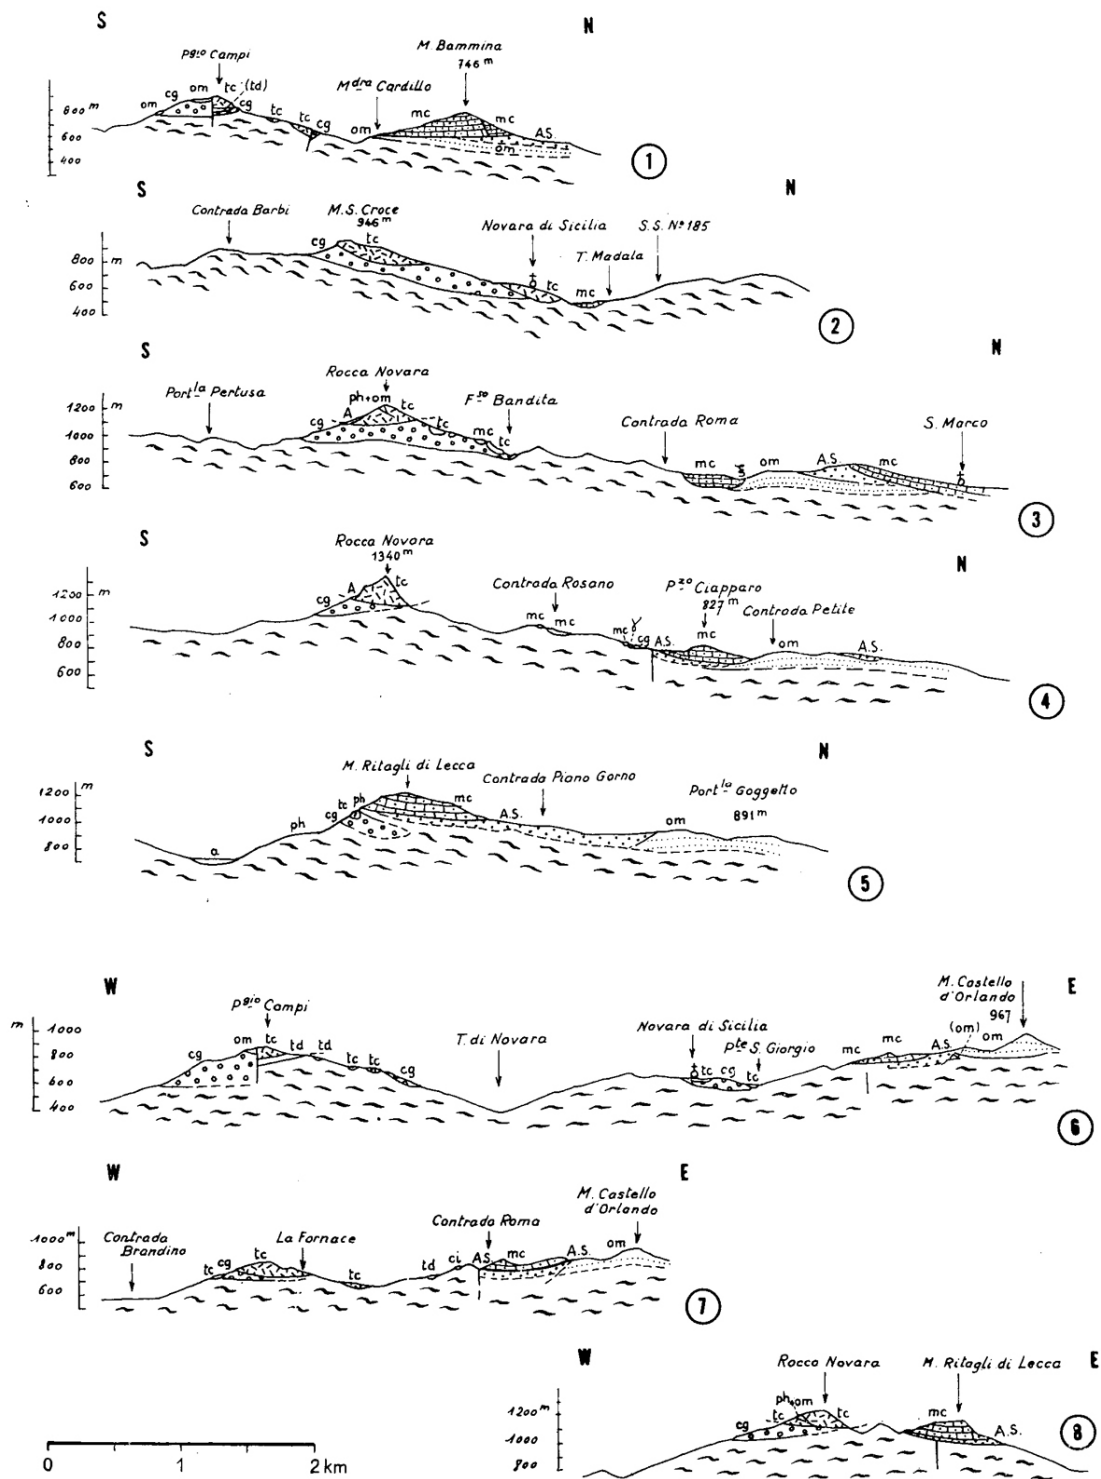 S N
Pgio Campi
M. Bammina
746 m
Mdra Cardillo
om cg om tc (td) cg tc tc cg om mc mc A.S.
om
800 m
600
400
1
S N
Contrada Barbi
M.S. Croce
946 m
Novara di Sicilia
S.S. No 185
T. Madala
cg tc tc mc
800 m
600
400
2
S N
Port.la Pertusa
Rocca Novara
ph+om
F.so Bandita
Contrada Roma
S. Marco
cg A tc tc mc tc mc om A.S. mc
1200 m
1000
800
600
3
S N
Rocca Novara
1340 m
Contrada Rosano
Pzo Ciapparo
827 m
Contrada Petite
cg A tc mc mc mc γ cg A.S. mc om A.S.
1200 m
1000
800
600
4
S N
M. Ritagli di Lecca
Contrada Piano Gorno
Port.la Goggetto
891 m
a ph cg tc ph mc A.S. om
1200 m
1000
800
5
W E
Pgio Campi
T. di Novara
Novara di Sicilia
Pte S. Giorgio
M. Castello
d'Orlando
967
cg om tc td td tc tc cg tc cg tc mc mc A.S. (om) om
m 1000
800
600
400
6
W E
Contrada
Brandino
La Fornace
Contrada Roma
M. Castello
d'Orlando
tc cg tc tc td ci A.S. mc A.S. om
1000 m
800
600
7
W E
Rocca Novara
M. Ritagli di Lecca
cg tc ph+om tc mc A.S.
1200 m
1000
800
8
0 1 2 km